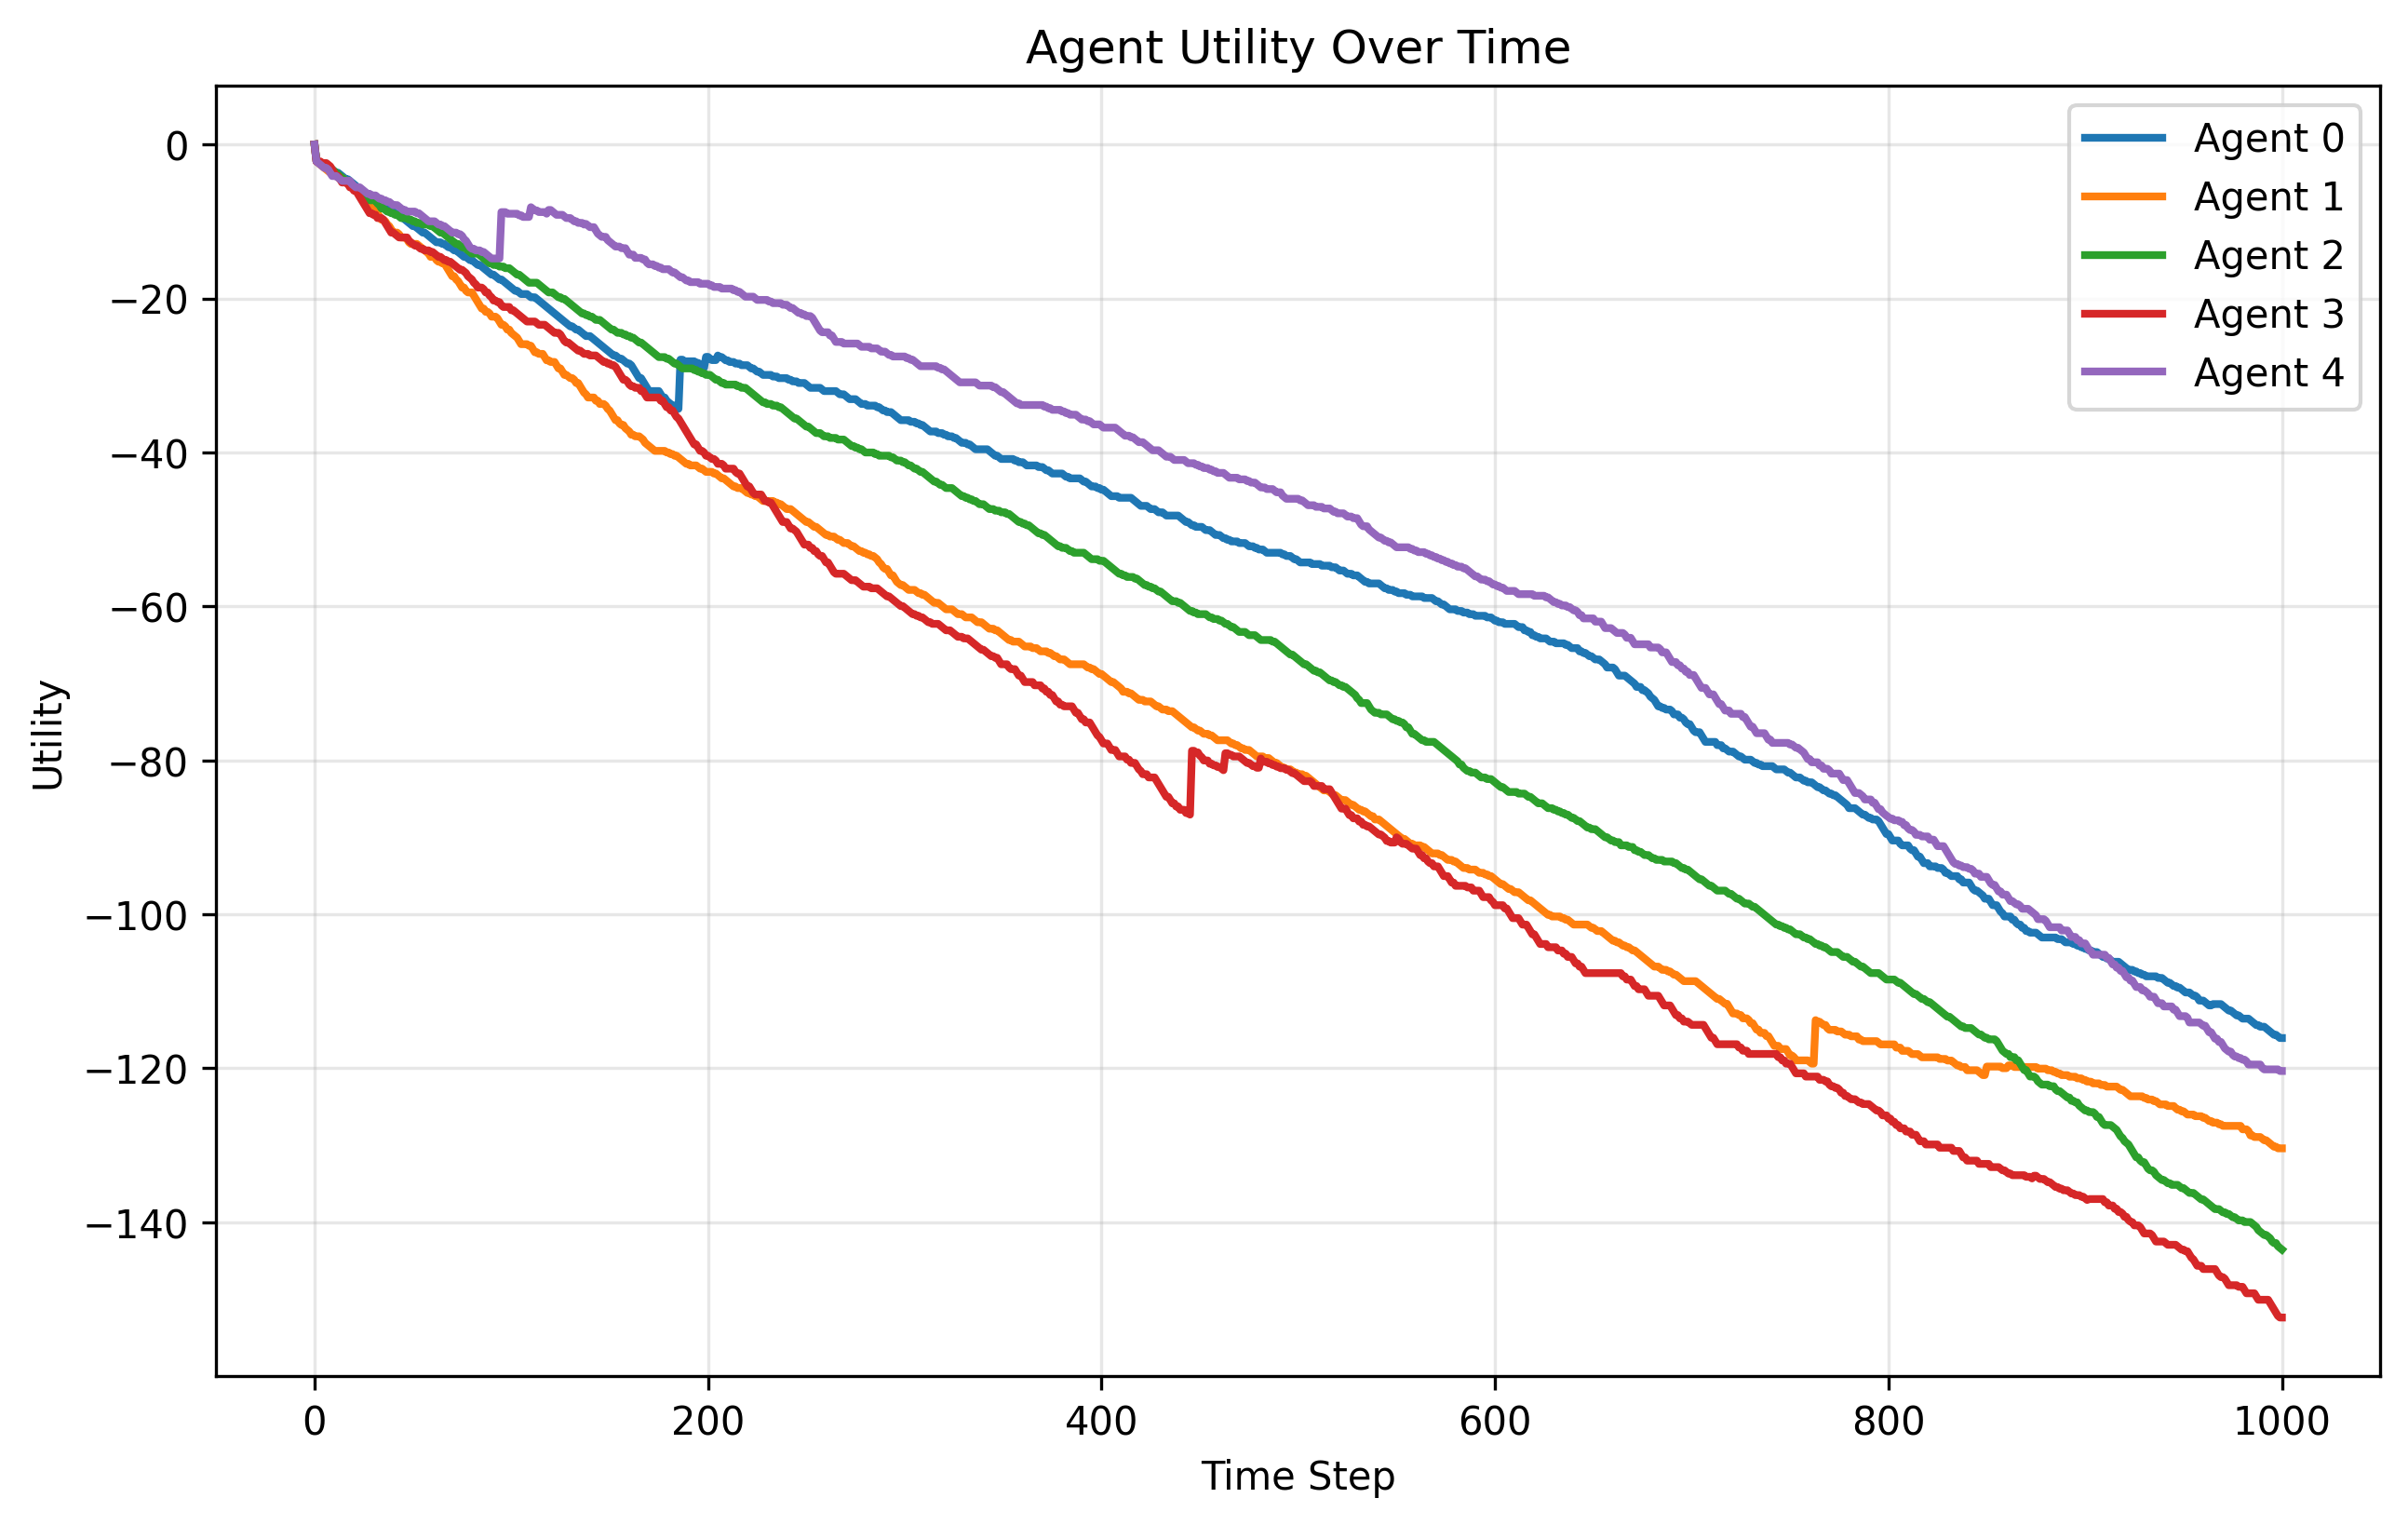 Agent Utility Over Time
Agent 0
Agent 1
Agent 2
Agent 3
Agent 4
Utility
0
−20
−40
−60
−80
−100
−120
−140
0 200 400 600 800 1000
Time Step